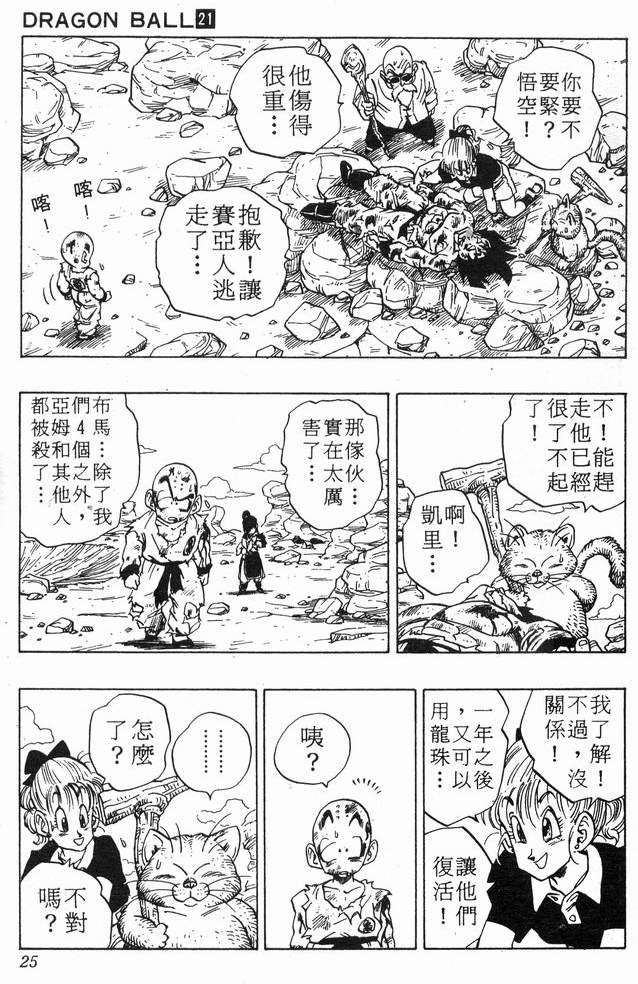 DRAGON BALL 21
你要不
要緊？
悟空！
他傷得
很重…
抱歉！讓
賽亞人逃
走了…
喀！
喀！
不！能趕
走他已經
很了不起
了！
啊！
凱里…
那傢伙…
實在太厲
害了…
布馬…除了我
們4個之外，
亞姆和其他人
都被殺了…
我了解！
不過，沒
關係！
一年之後
，又可以
用龍珠…
讓他們
復活！
咦？
……
怎麼
了？
不對
嗎？
25